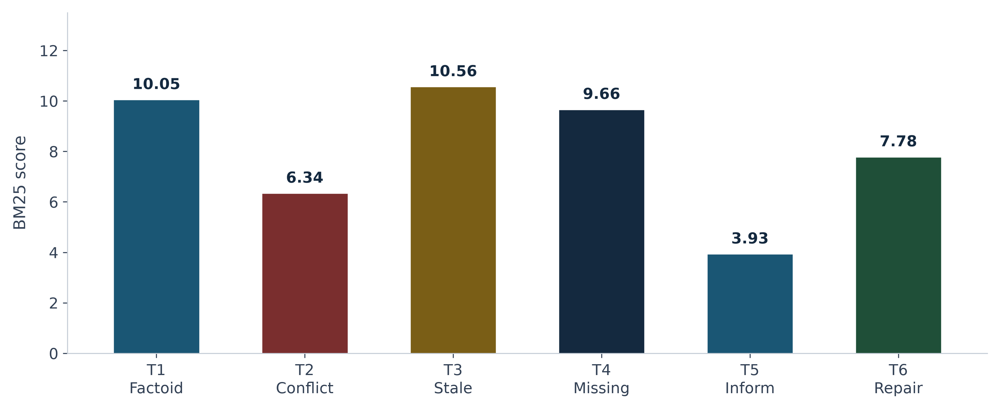 BM25 score
12
10
8
6
4
2
0
10.05
6.34
10.56
9.66
3.93
7.78
T1
Factoid
T2
Conflict
T3
Stale
T4
Missing
T5
Inform
T6
Repair